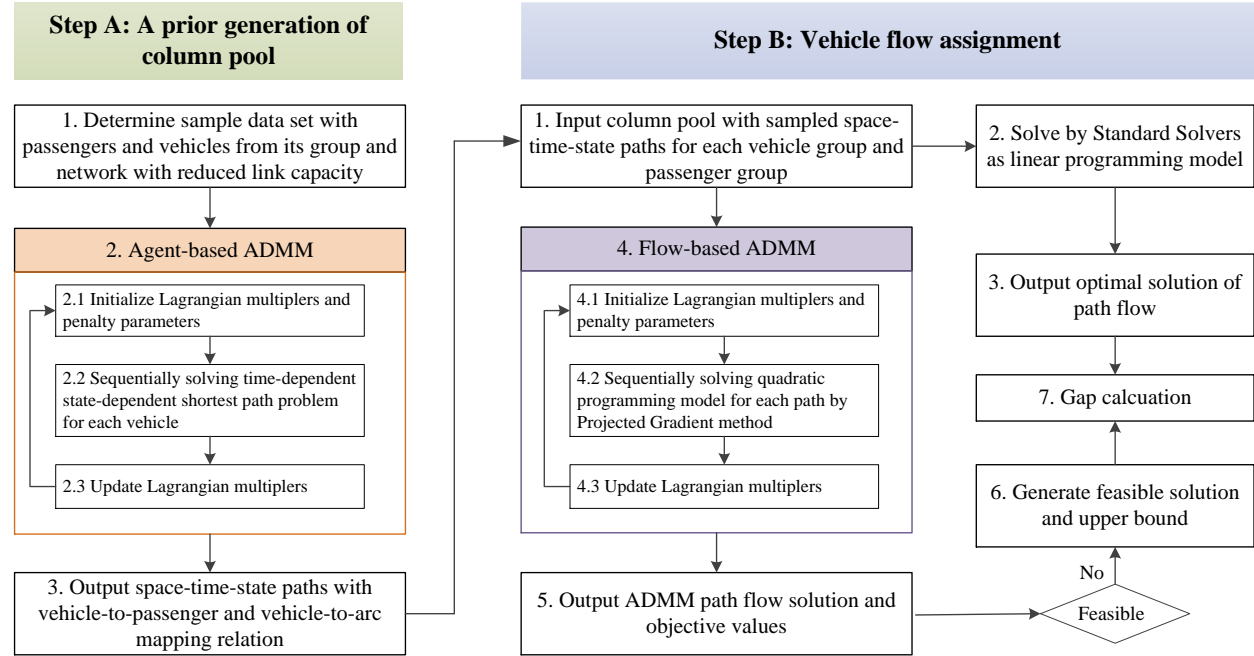 Step A: A prior generation of
column pool
1. Determine sample data set with
passengers and vehicles from its group and
network with reduced link capacity
2. Agent-based ADMM
2.1 Initialize Lagrangian multiplers and
penalty parameters
2.2 Sequentially solving time-dependent
state-dependent shortest path problem
for each vehicle
2.3 Update Lagrangian multipliers
3. Output space-time-state paths with
vehicle-to-passenger and vehicle-to-arc
mapping relation
Step B: Vehicle flow assignment
1. Input column pool with sampled space-
time-state paths for each vehicle group and
passenger group
2. Solve by Standard Solvers
as linear programming model
3. Output optimal solution of
path flow
4. Flow-based ADMM
4.1 Initialize Lagrangian multiplers and
penalty parameters
4.2 Sequentially solving quadratic
programming model for each path by
Projected Gradient method
4.3 Update Lagrangian multipliers
5. Output ADMM path flow solution and
objective values
Feasible
No
6. Generate feasible solution
and upper bound
7. Gap calcuation